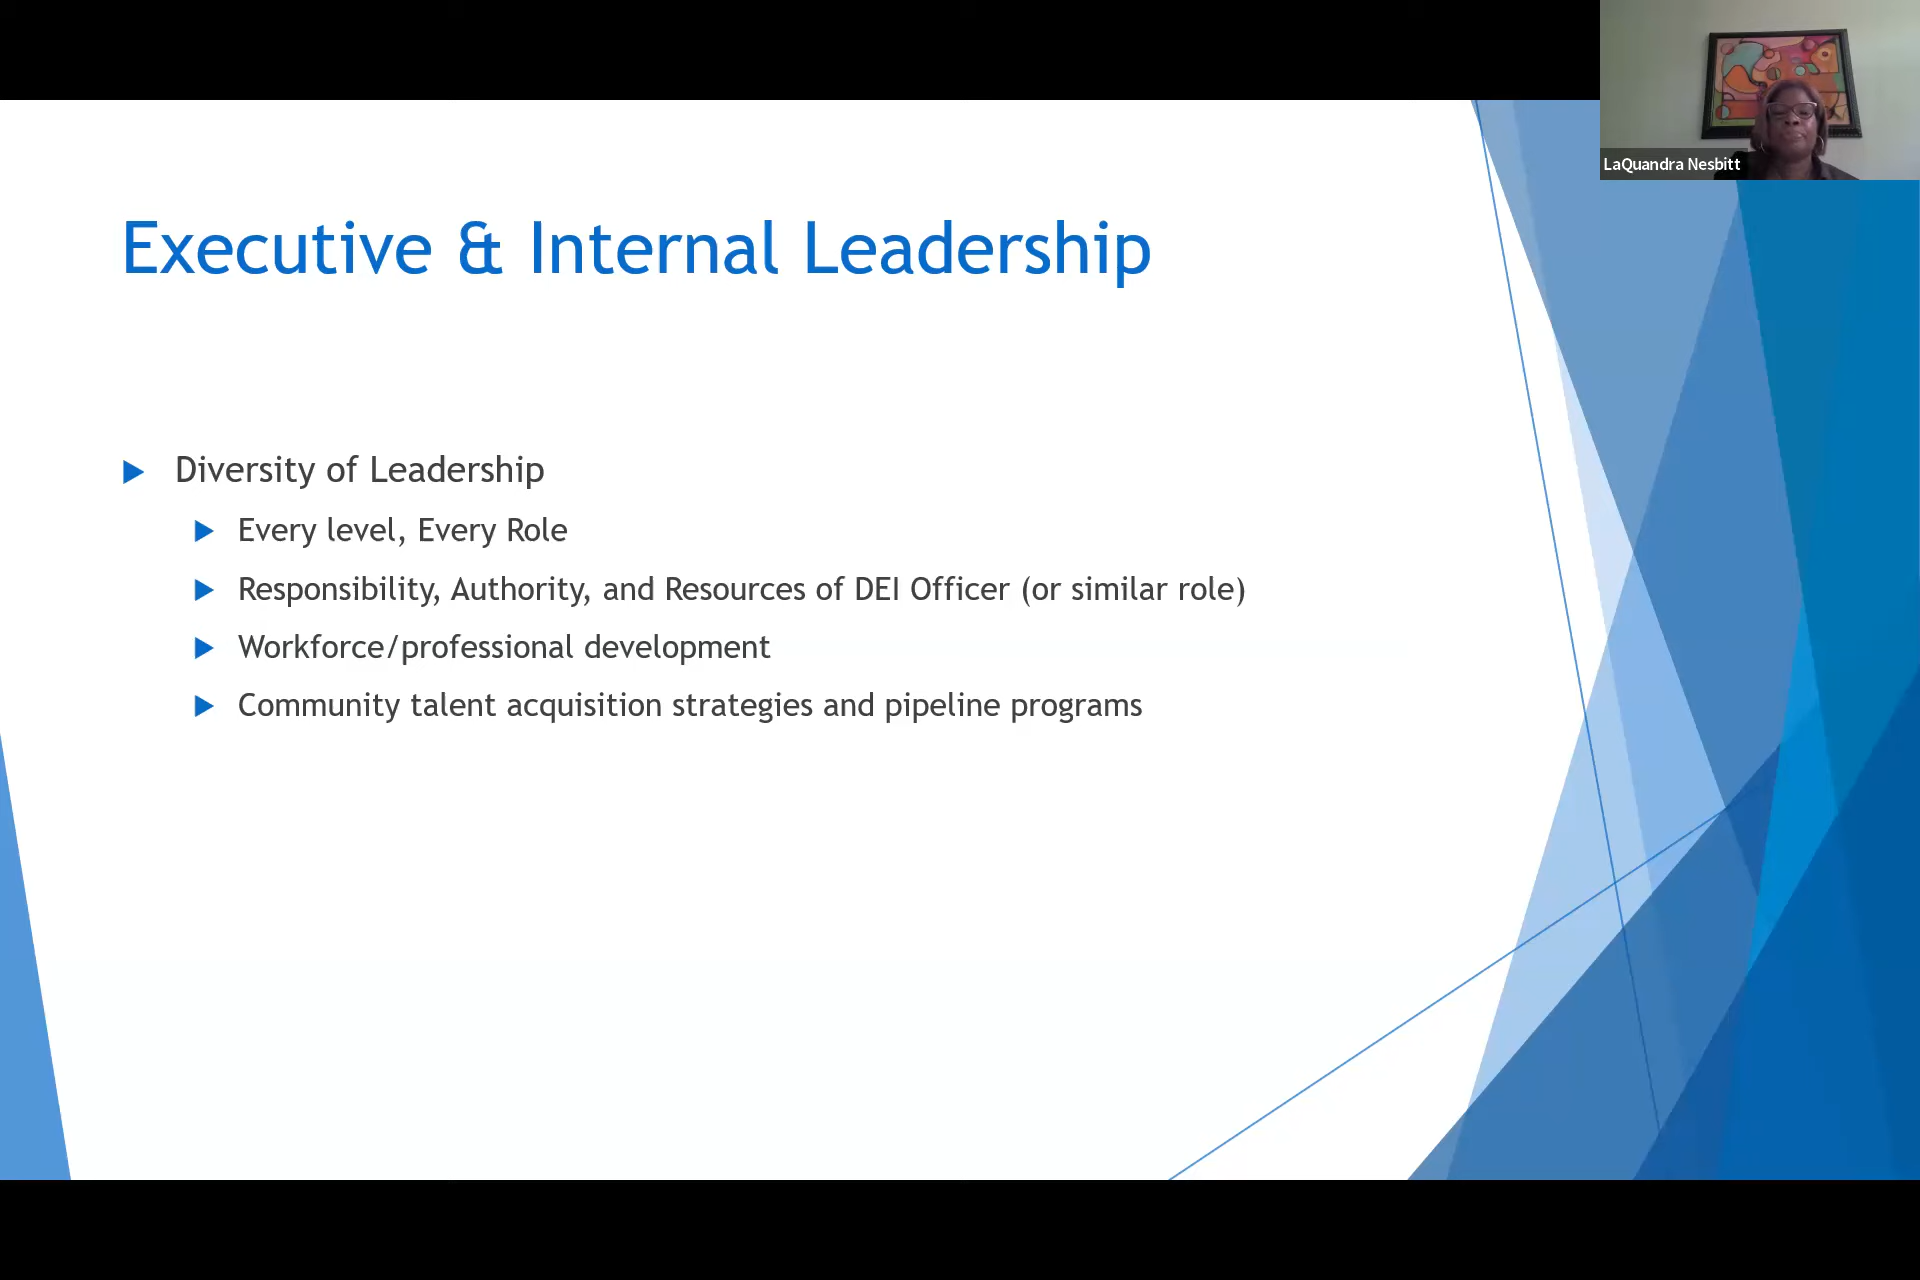 LaQuandra Nesbitt
Executive & Internal Leadership
Diversity of Leadership
Every level, Every Role
Responsibility, Authority, and Resources of DEI Officer (or similar role)
Workforce/professional development
Community talent acquisition strategies and pipeline programs